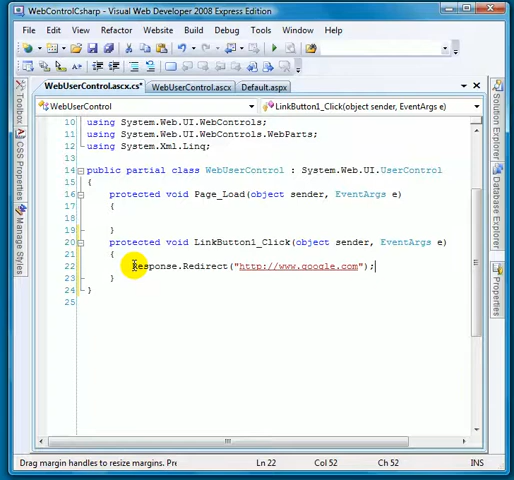 WebControlCsharp - Visual Web Developer 2008 Express Edition
File Edit View Refactor Website Build Debug Tools Window Help
WebUserControl.ascx.cs* WebUserControl.ascx Default.aspx
WebUserControl LinkButton1_Click(object sender, EventArgs e)
Toolbox
CSS Properties
Manage Styles
Solution Explorer
Properties
10 using System.Web.UI.WebControls;
11 using System.Web.UI.WebControls.WebParts;
12 using System.Xml.Linq;
13
14 public partial class WebUserControl : System.Web.UI.UserControl
15 {
16 protected void Page_Load(object sender, EventArgs e)
17 {
18
19 }
20 protected void LinkButton1_Click(object sender, EventArgs e)
21 {
22 Response.Redirect("http://www.google.com");
23 }
24 }
25
Drag margin handles to resize margins. Pre Ln 22 Col 52 Ch 52 INS